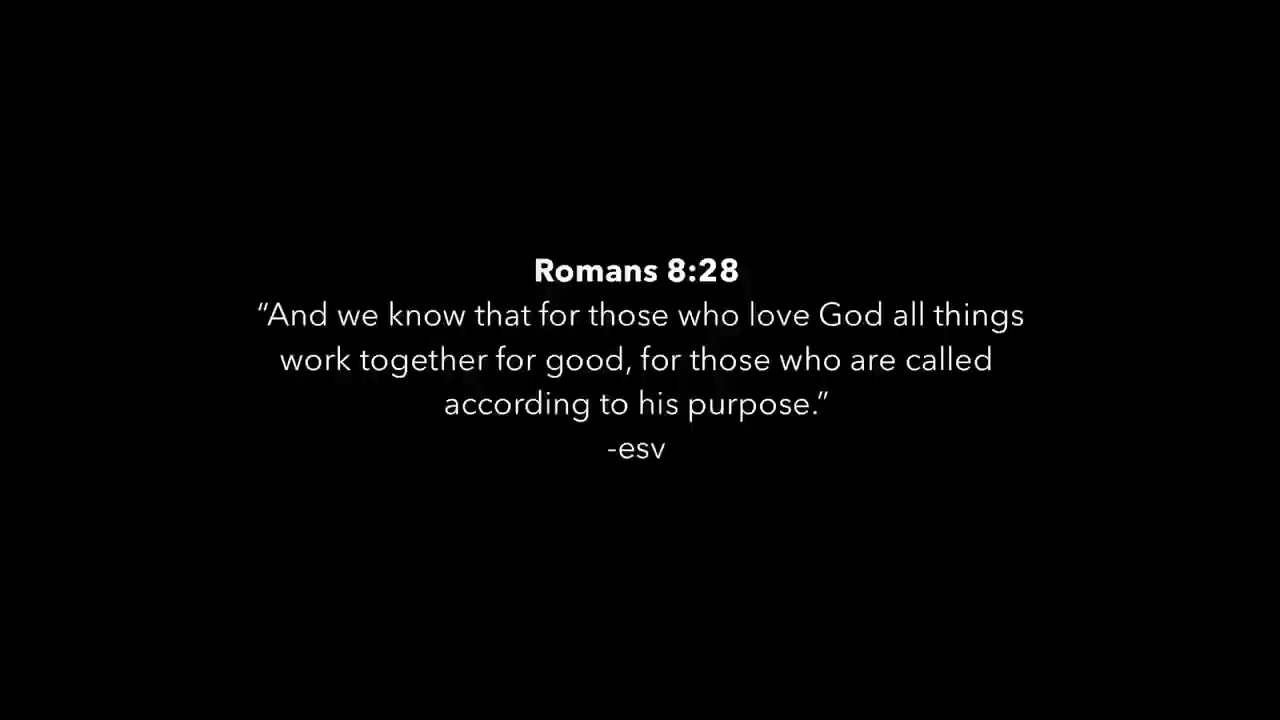 Romans 8:28
“And we know that for those who love God all things
work together for good, for those who are called
according to his purpose.”
-esv